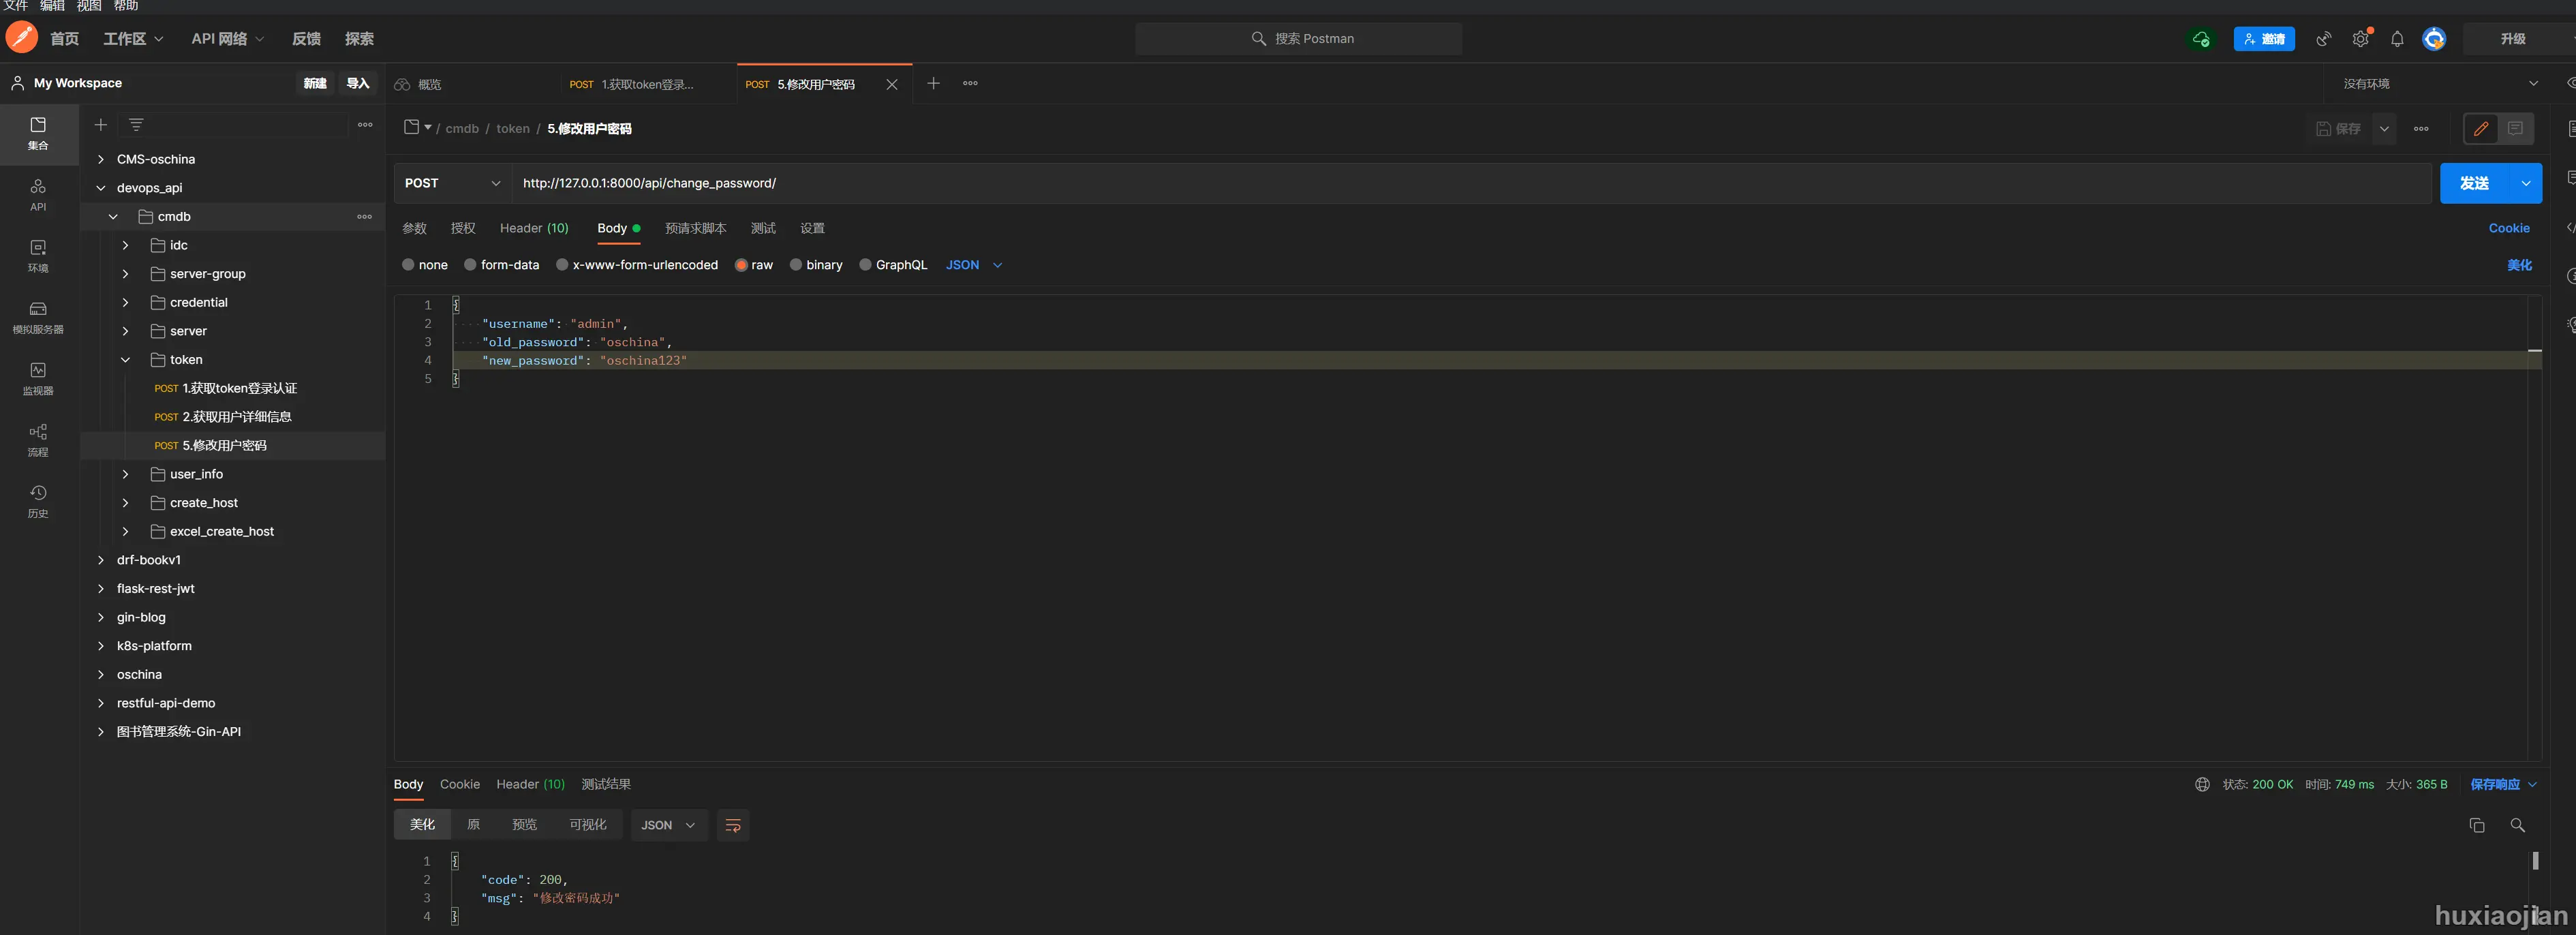 文件 编辑 视图 帮助
首页 工作区 API 网络 反馈 探索 搜索 Postman 邀请 升级
My Workspace 新建 导入 概览 POST 1.获取token登录... POST 5.修改用户密码 没有环境
集合
API
环境
模拟服务器
监视器
流程
历史
CMS-oschina
devops_api
cmdb
idc
server-group
credential
server
token
POST 1.获取token登录认证
POST 2.获取用户详细信息
POST 5.修改用户密码
user_info
create_host
excel_create_host
drf-bookv1
flask-rest-jwt
gin-blog
k8s-platform
oschina
restful-api-demo
图书管理系统-Gin-API
/ cmdb / token / 5.修改用户密码 保存
POST http://127.0.0.1:8000/api/change_password/ 发送
参数 授权 Header (10) Body 预请求脚本 测试 设置 Cookie
none form-data x-www-form-urlencoded raw binary GraphQL JSON 美化
1 {
2 "username": "admin",
3 "old_password": "oschina",
4 "new_password": "oschina123"
5 }
Body Cookie Header (10) 测试结果 状态: 200 OK 时间: 749 ms 大小: 365 B 保存响应
美化 原 预览 可视化 JSON
1 {
2 "code": 200,
3 "msg": "修改密码成功"
4 }
huxiaojian